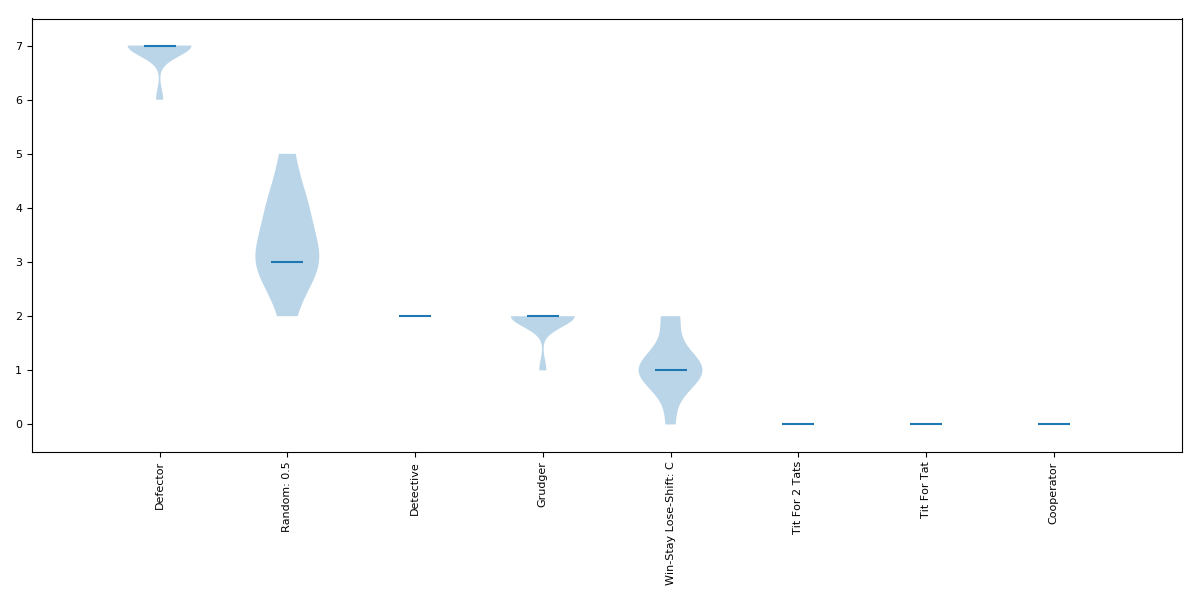 7
6
5
4
3
2
1
0
Defector
Random: 0.5
Detective
Grudger
Win-Stay Lose-Shift: C
Tit For 2 Tats
Tit For Tat
Cooperator